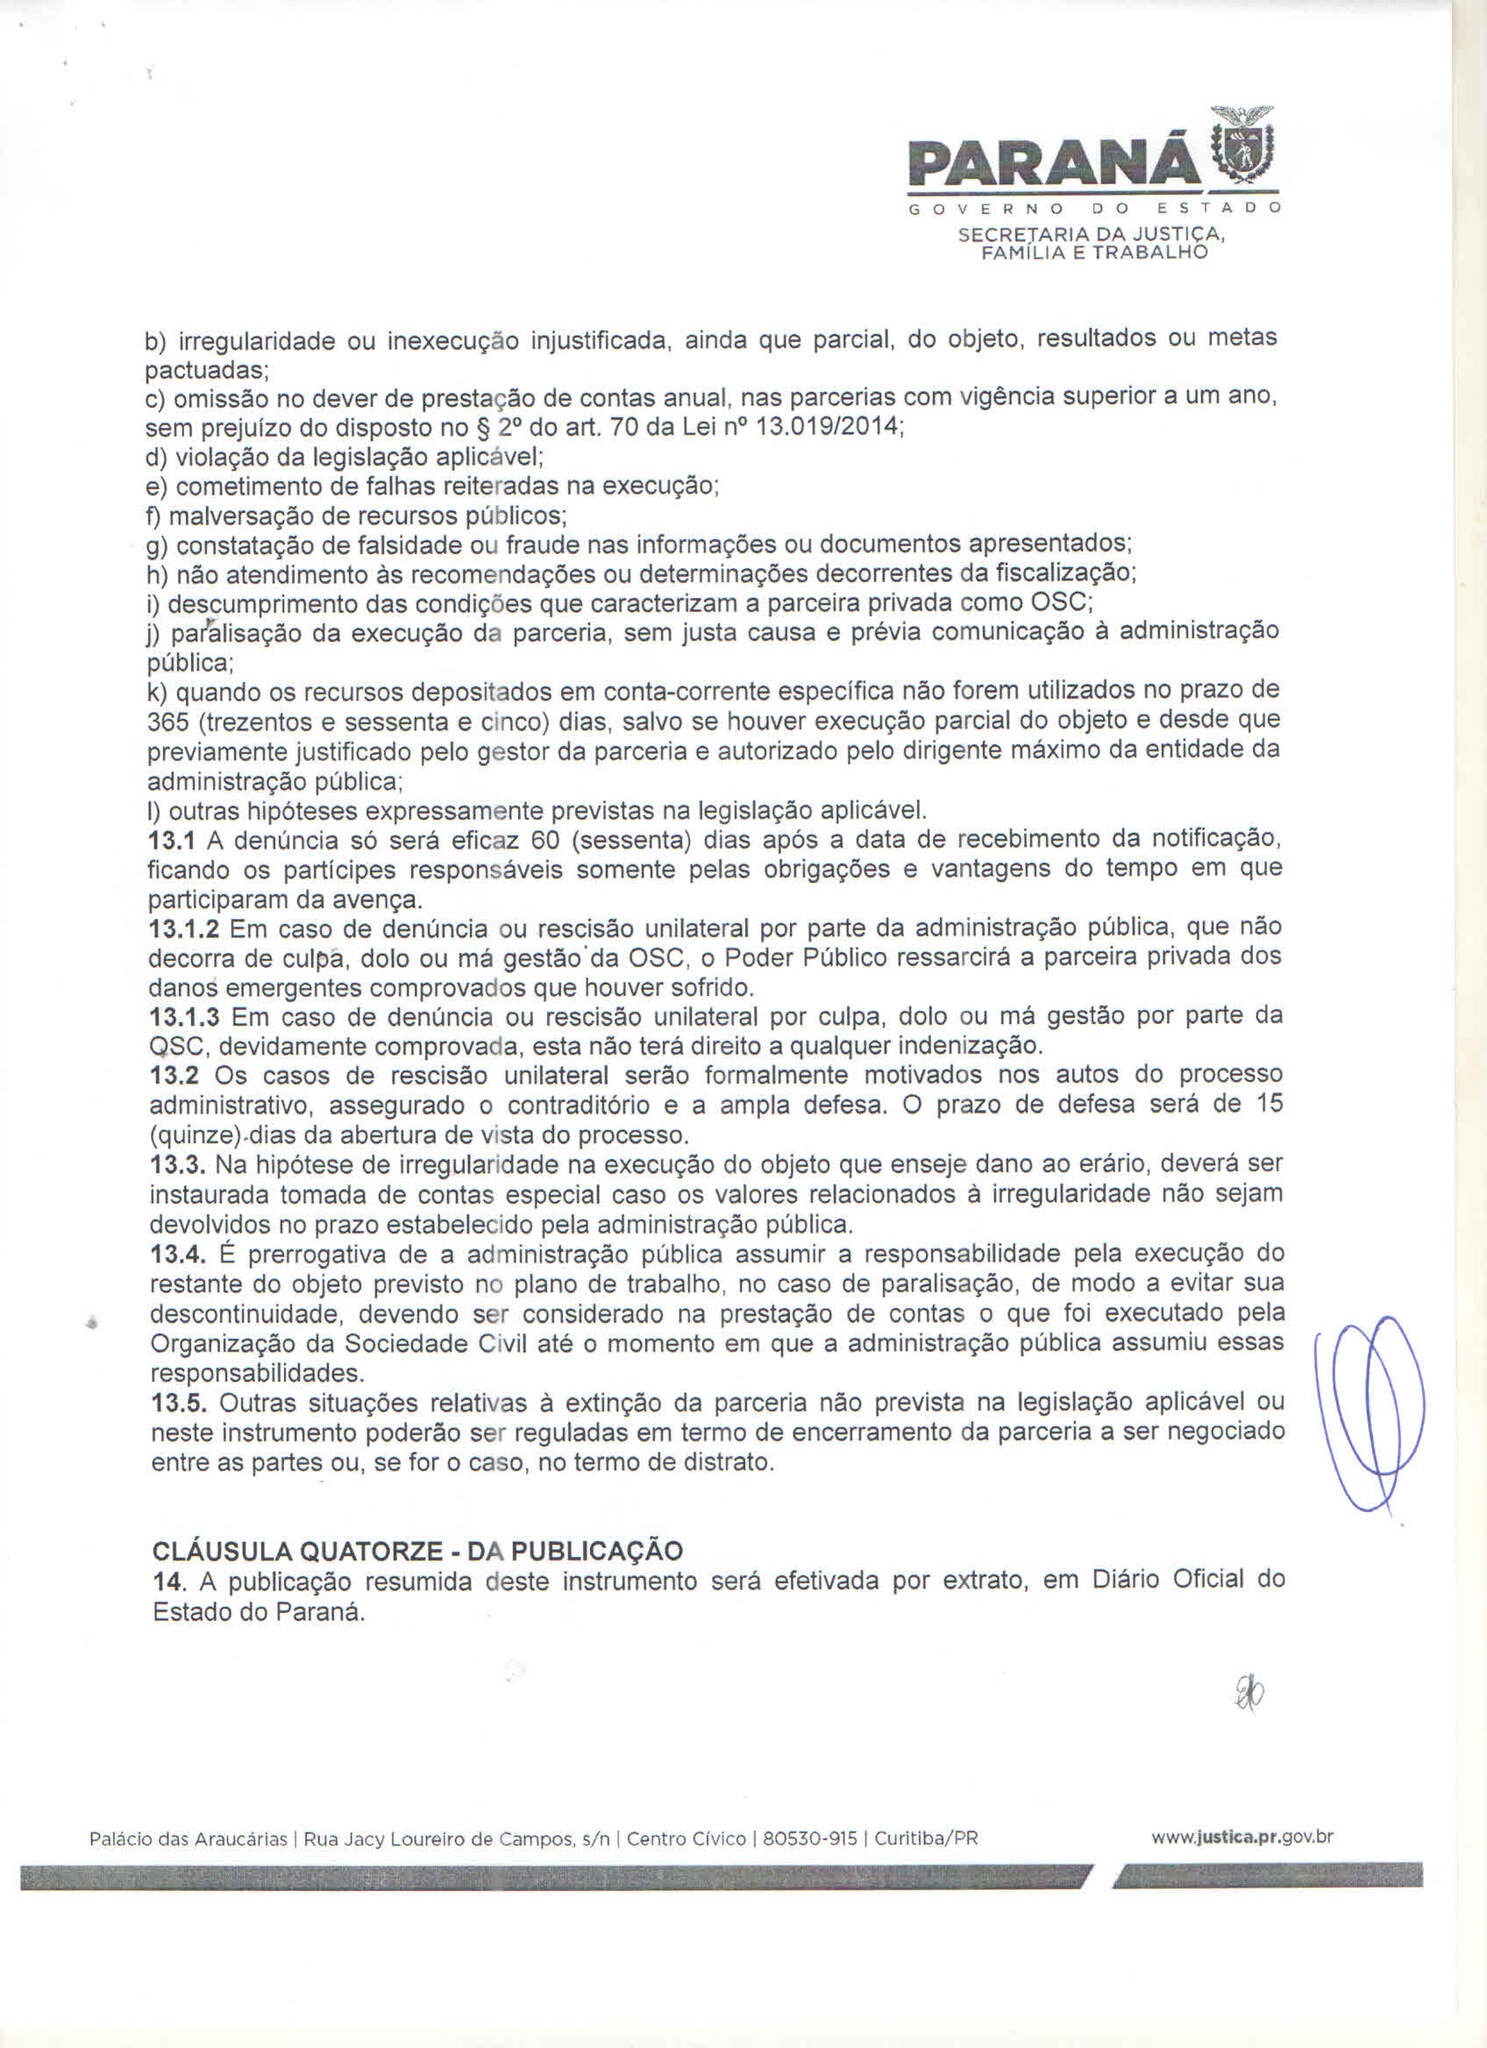 PARANÁ
GOVERNO DO ESTADO
SECRETARIA DA JUSTIÇA,
FAMÍLIA E TRABALHO
b) irregularidade ou inexecução injustificada, ainda que parcial, do objeto, resultados ou metas
pactuadas;
c) omissão no dever de prestação de contas anual, nas parcerias com vigência superior a um ano,
sem prejuízo do disposto no § 2º do art. 70 da Lei nº 13.019/2014;
d) violação da legislação aplicável;
e) cometimento de falhas reiteradas na execução;
f) malversação de recursos públicos;
g) constatação de falsidade ou fraude nas informações ou documentos apresentados;
h) não atendimento às recomendações ou determinações decorrentes da fiscalização;
i) descumprimento das condições que caracterizam a parceira privada como OSC;
j) paralisação da execução da parceria, sem justa causa e prévia comunicação à administração
pública;
k) quando os recursos depositados em conta-corrente específica não forem utilizados no prazo de
365 (trezentos e sessenta e cinco) dias, salvo se houver execução parcial do objeto e desde que
previamente justificado pelo gestor da parceria e autorizado pelo dirigente máximo da entidade da
administração pública;
l) outras hipóteses expressamente previstas na legislação aplicável.
13.1 A denúncia só será eficaz 60 (sessenta) dias após a data de recebimento da notificação,
ficando os partícipes responsáveis somente pelas obrigações e vantagens do tempo em que
participaram da avença.
13.1.2 Em caso de denúncia ou rescisão unilateral por parte da administração pública, que não
decorra de culpa, dolo ou má gestão da OSC, o Poder Público ressarcirá a parceira privada dos
danos emergentes comprovados que houver sofrido.
13.1.3 Em caso de denúncia ou rescisão unilateral por culpa, dolo ou má gestão por parte da
OSC, devidamente comprovada, esta não terá direito a qualquer indenização.
13.2 Os casos de rescisão unilateral serão formalmente motivados nos autos do processo
administrativo, assegurado o contraditório e a ampla defesa. O prazo de defesa será de 15
(quinze) dias da abertura de vista do processo.
13.3. Na hipótese de irregularidade na execução do objeto que enseje dano ao erário, deverá ser
instaurada tomada de contas especial caso os valores relacionados à irregularidade não sejam
devolvidos no prazo estabelecido pela administração pública.
13.4. É prerrogativa de a administração pública assumir a responsabilidade pela execução do
restante do objeto previsto no plano de trabalho, no caso de paralisação, de modo a evitar sua
descontinuidade, devendo ser considerado na prestação de contas o que foi executado pela
Organização da Sociedade Civil até o momento em que a administração pública assumiu essas
responsabilidades.
13.5. Outras situações relativas à extinção da parceria não prevista na legislação aplicável ou
neste instrumento poderão ser reguladas em termo de encerramento da parceria a ser negociado
entre as partes ou, se for o caso, no termo de distrato.
CLÁUSULA QUATORZE - DA PUBLICAÇÃO
14. A publicação resumida deste instrumento será efetivada por extrato, em Diário Oficial do
Estado do Paraná.
Palácio das Araucárias | Rua Jacy Loureiro de Campos, s/n | Centro Cívico | 80530-915 | Curitiba/PR
www.justica.pr.gov.br